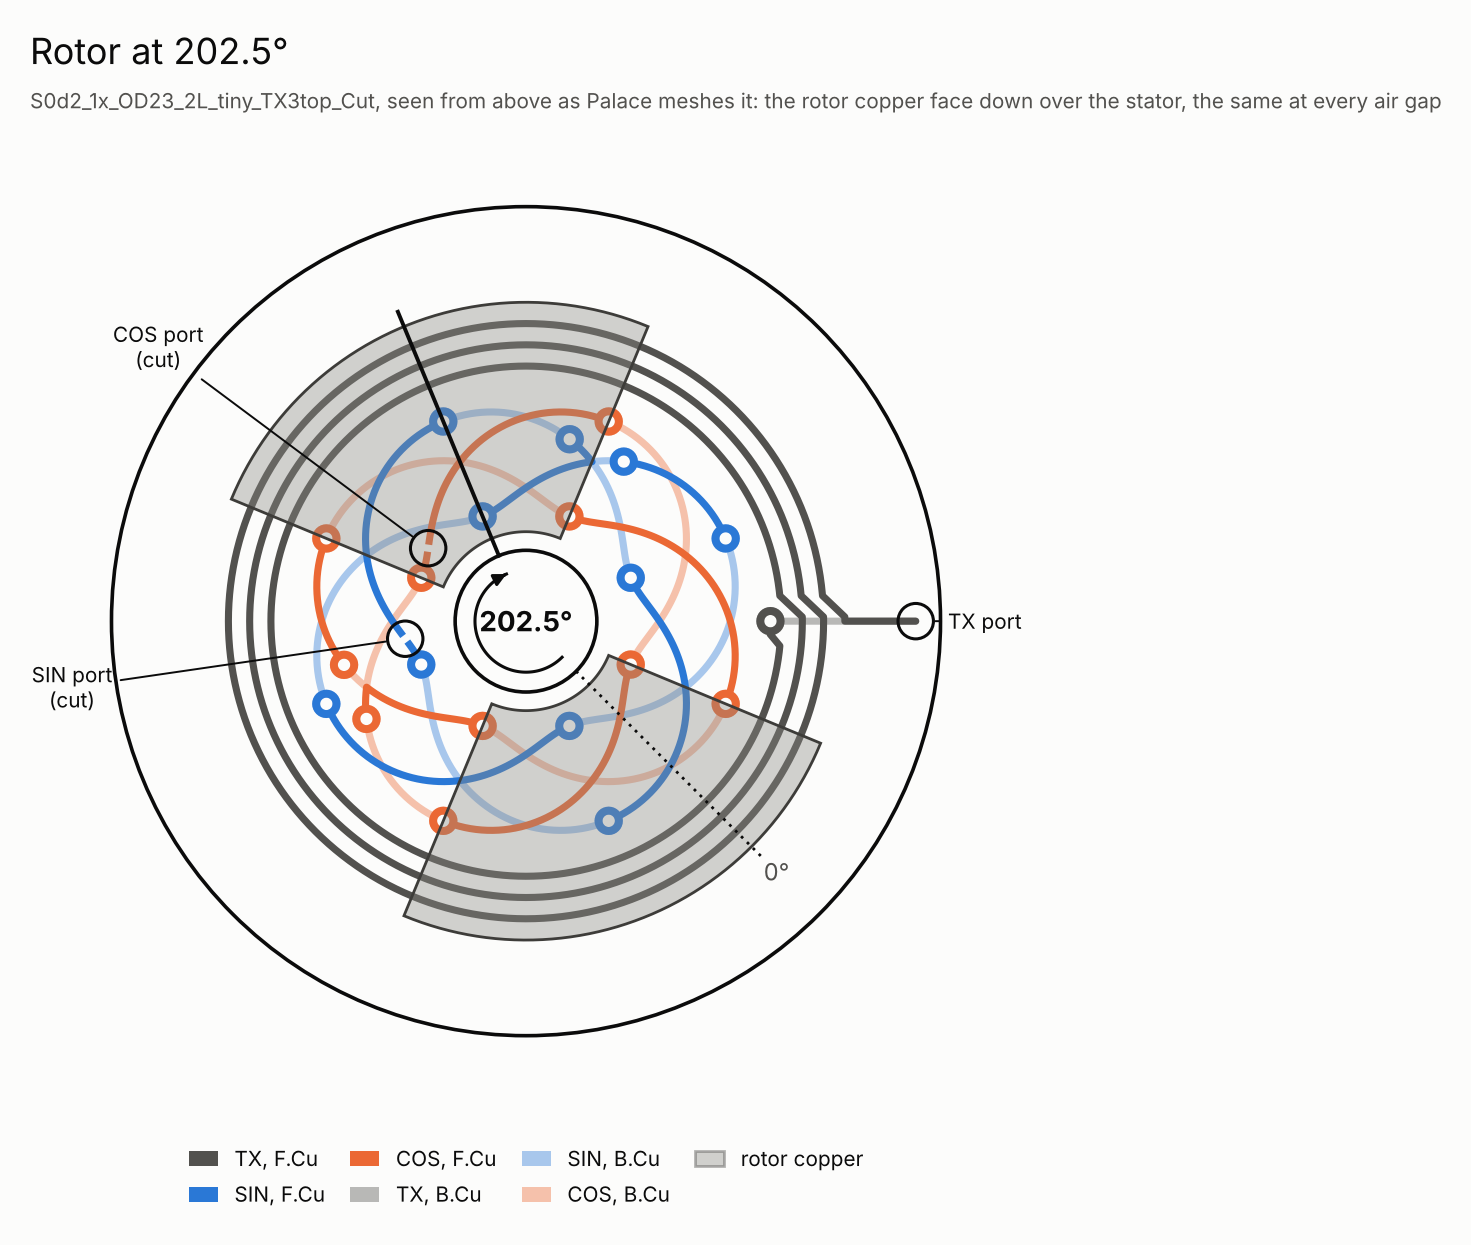 Rotor at 202.5°
S0d2_1x_OD23_2L_tiny_TX3top_Cut, seen from above as Palace meshes it: the rotor copper face down over the stator, the same at every air gap
COS port
(cut)
202.5°
TX port
SIN port
(cut)
0°
TX, F.Cu
COS, F.Cu
SIN, B.Cu
rotor copper
SIN, F.Cu
TX, B.Cu
COS, B.Cu